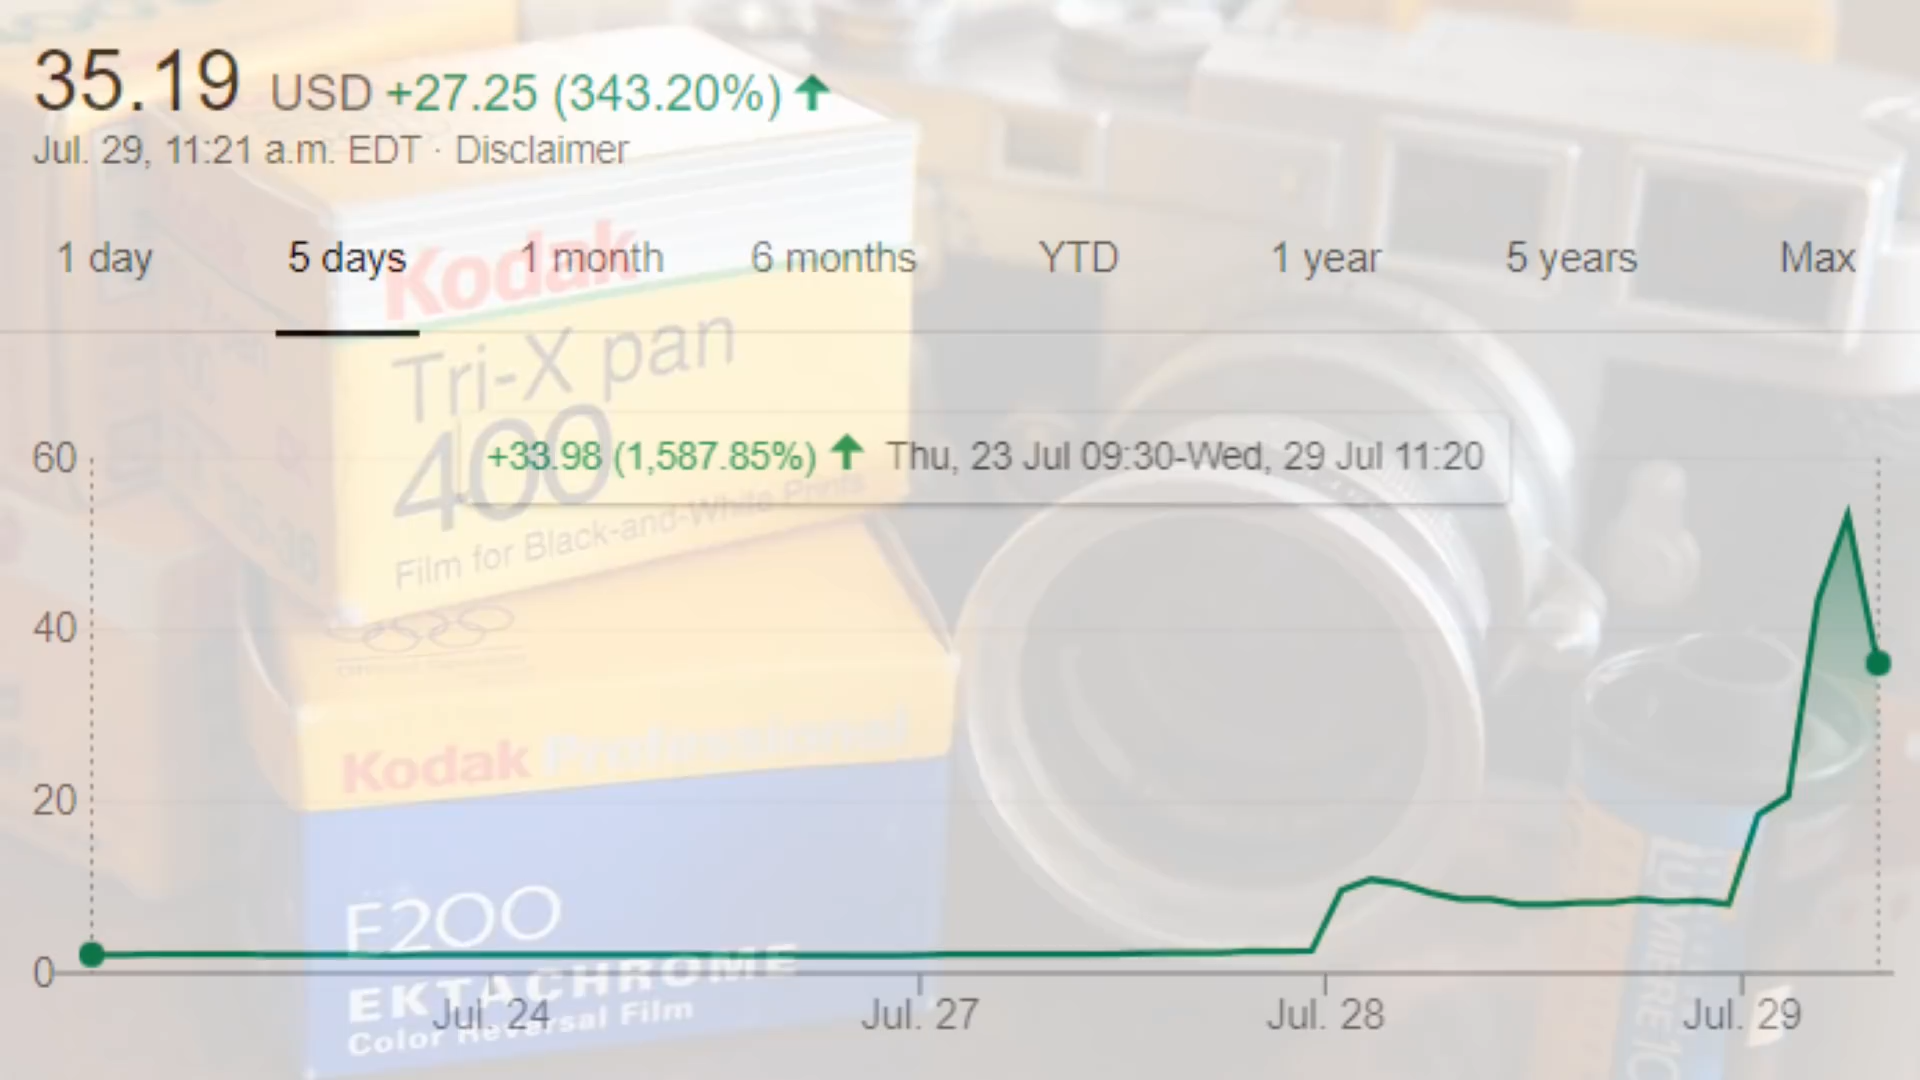 35.19 USD +27.25 (343.20%)
Jul. 29, 11:21 a.m. EDT · Disclaimer
1 day 5 days 1 month 6 months YTD 1 year 5 years Max
Kodak
Tri-X pan
400
Film for Black-and-White Prints
+33.98 (1,587.85%) Thu, 23 Jul 09:30-Wed, 29 Jul 11:20
60
40
20
0
Kodak Professional
E200
EKTACHROME
Color Reversal Film
Jul. 24 Jul. 27 Jul. 28 Jul. 29